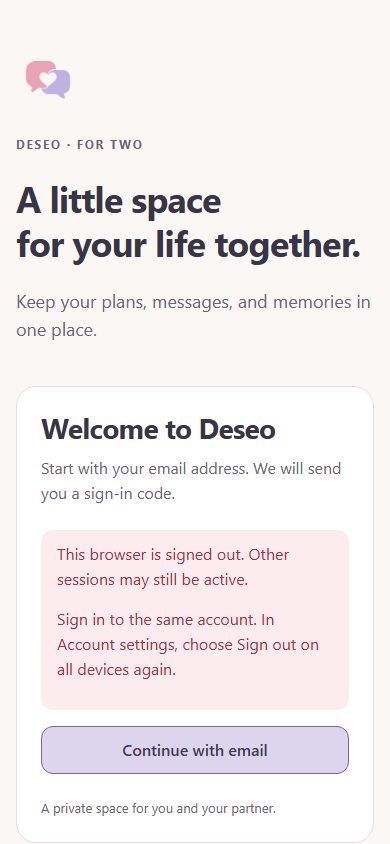 DESEO · FOR TWO
A little space
for your life together.
Keep your plans, messages, and memories in
one place.
Welcome to Deseo
Start with your email address. We will send
you a sign-in code.
This browser is signed out. Other
sessions may still be active.
Sign in to the same account. In
Account settings, choose Sign out on
all devices again.
Continue with email
A private space for you and your partner.